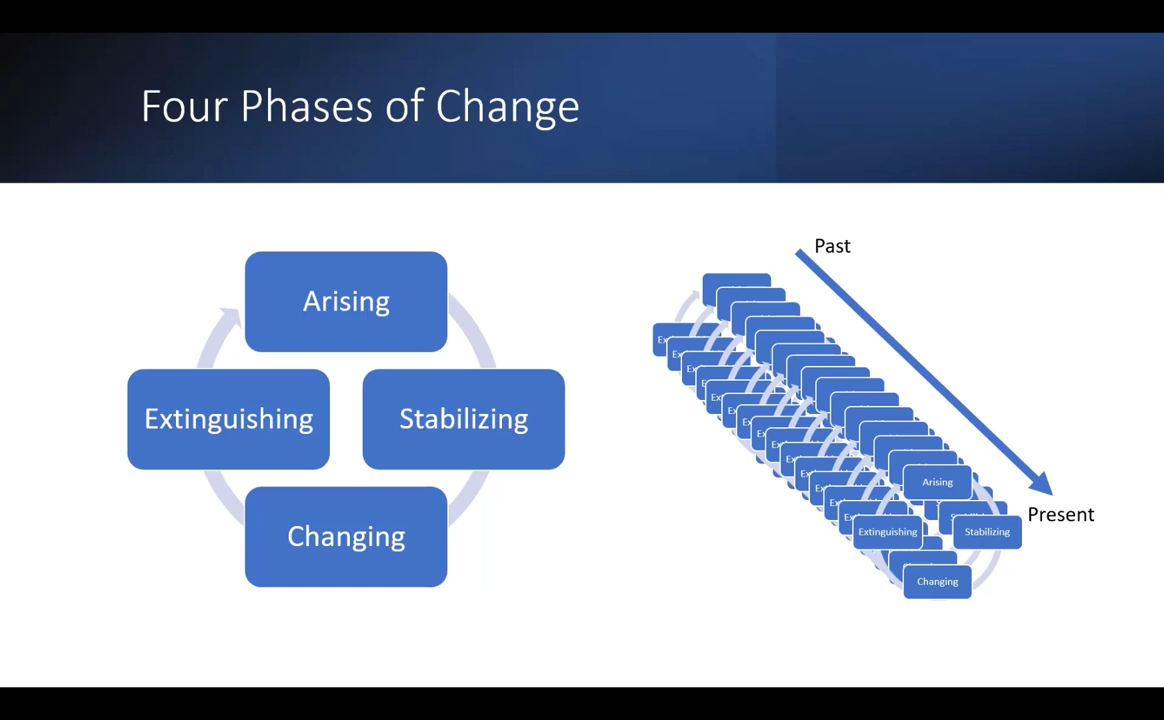 Four Phases of Change
Arising
Extinguishing
Stabilizing
Changing
Past
Present
Arising
Extinguishing
Stabilizing
Changing